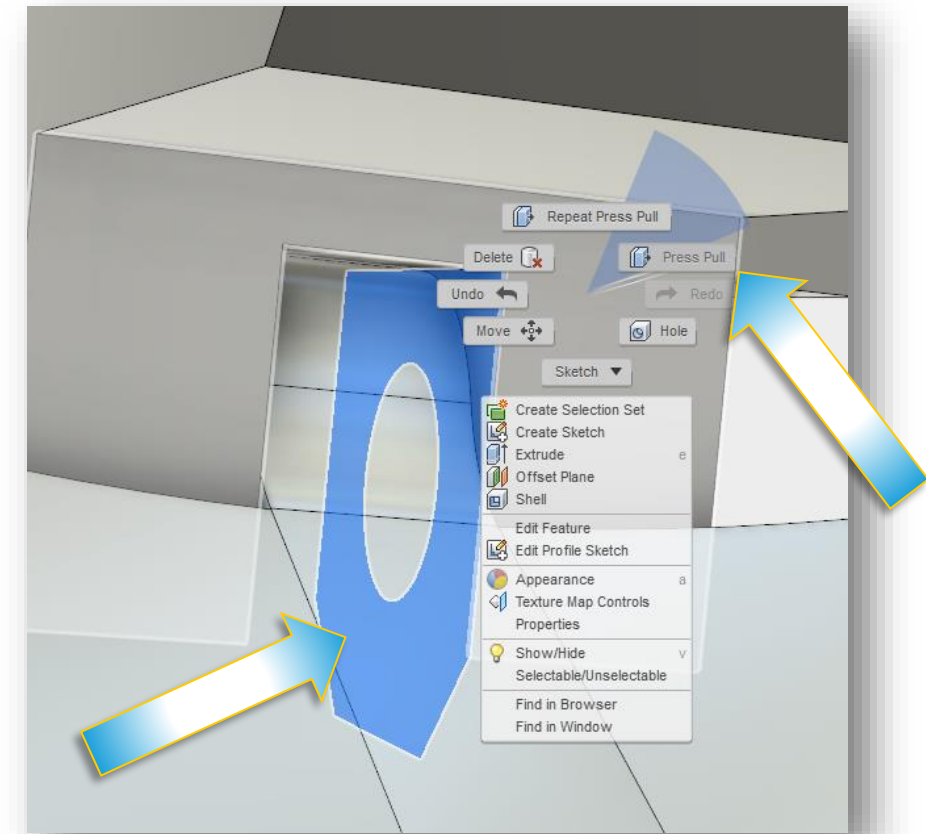 Repeat Press Pull
Delete
Press Pull
Undo
Redo
Move
Hole
Sketch
Create Selection Set
Create Sketch
Extrude e
Offset Plane
Shell
Edit Feature
Edit Profile Sketch
Appearance a
Texture Map Controls
Properties
Show/Hide v
Selectable/Unselectable
Find in Browser
Find in Window